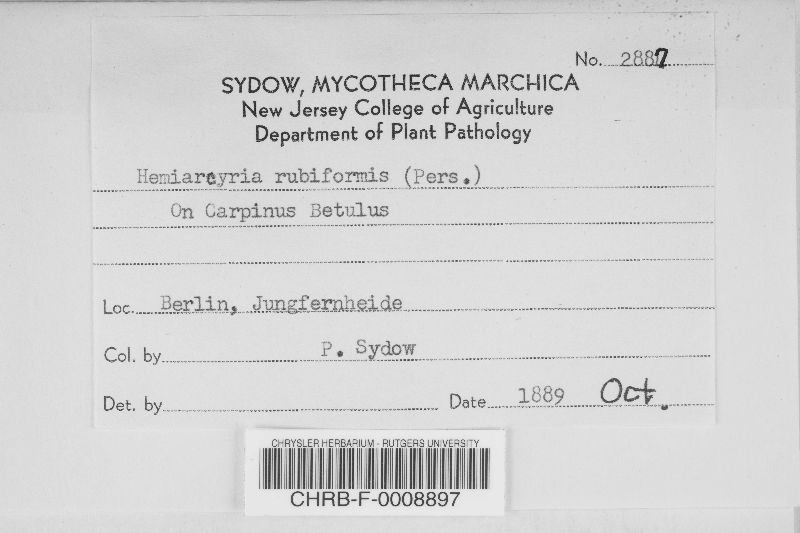 No. 2887
SYDOW, MYCOTHECA MARCHICA
New Jersey College of Agriculture
Department of Plant Pathology
Hemiarcyria rubiformis (Pers.)
On Carpinus Betulus
Loc. Berlin, Jungfernheide
Col. by P. Sydow
Det. by Date 1889 Oct.
CHRYSLER HERBARIUM - RUTGERS UNIVERSITY
CHRB-F-0008897